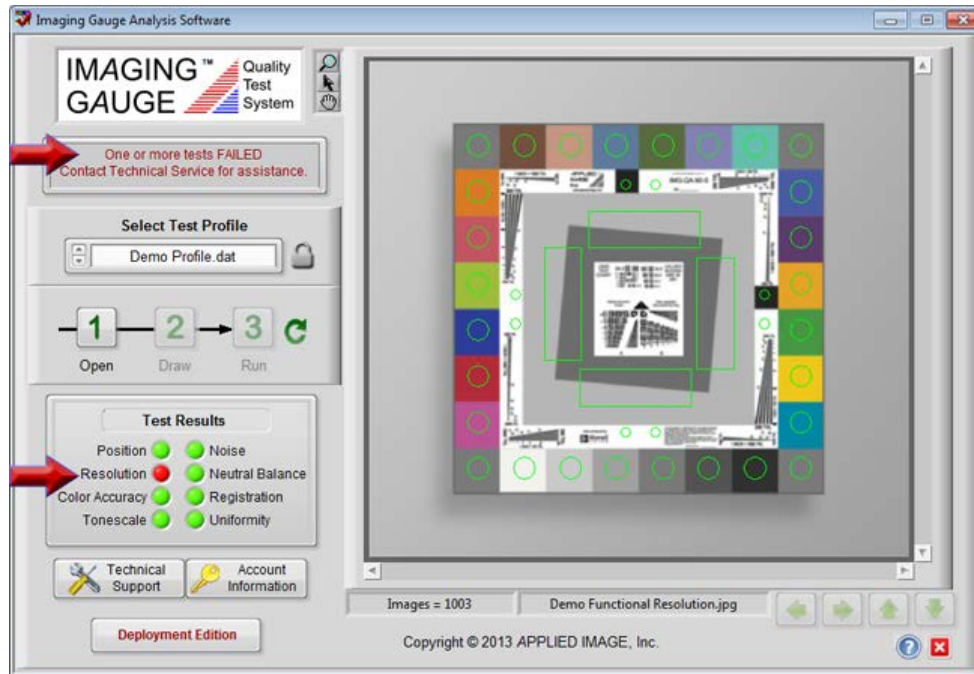 Imaging Gauge Analysis Software
IMAGING™
GAUGE
Quality
Test
System
One or more tests FAILED
Contact Technical Service for assistance.
Select Test Profile
Demo Profile.dat
1
2
3
Open
Draw
Run
Test Results
Position
Noise
Resolution
Neutral Balance
Color Accuracy
Registration
Tonescale
Uniformity
Technical
Support
Account
Information
Deployment Edition
Images = 1003
Demo Functional Resolution.jpg
Copyright © 2013 APPLIED IMAGE, Inc.
?